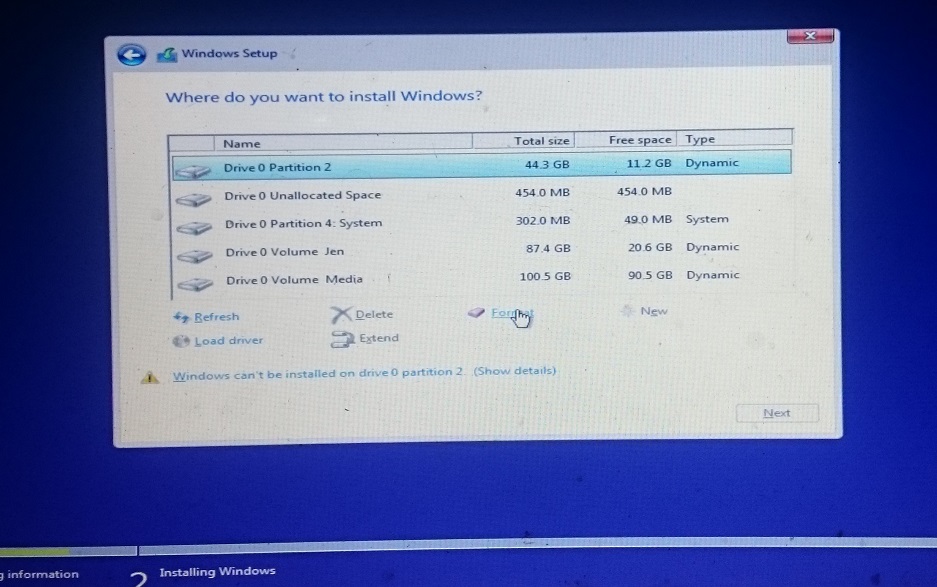 Windows Setup
Where do you want to install Windows?
Name Total size Free space Type
Drive 0 Partition 2 44.3 GB 11.2 GB Dynamic
Drive 0 Unallocated Space 454.0 MB 454.0 MB
Drive 0 Partition 4: System 302.0 MB 49.0 MB System
Drive 0 Volume Jen 87.4 GB 20.6 GB Dynamic
Drive 0 Volume Media 100.5 GB 90.5 GB Dynamic
Refresh Delete Format New
Load driver Extend
Windows can't be installed on drive 0 partition 2. (Show details)
Next
g information 2 Installing Windows